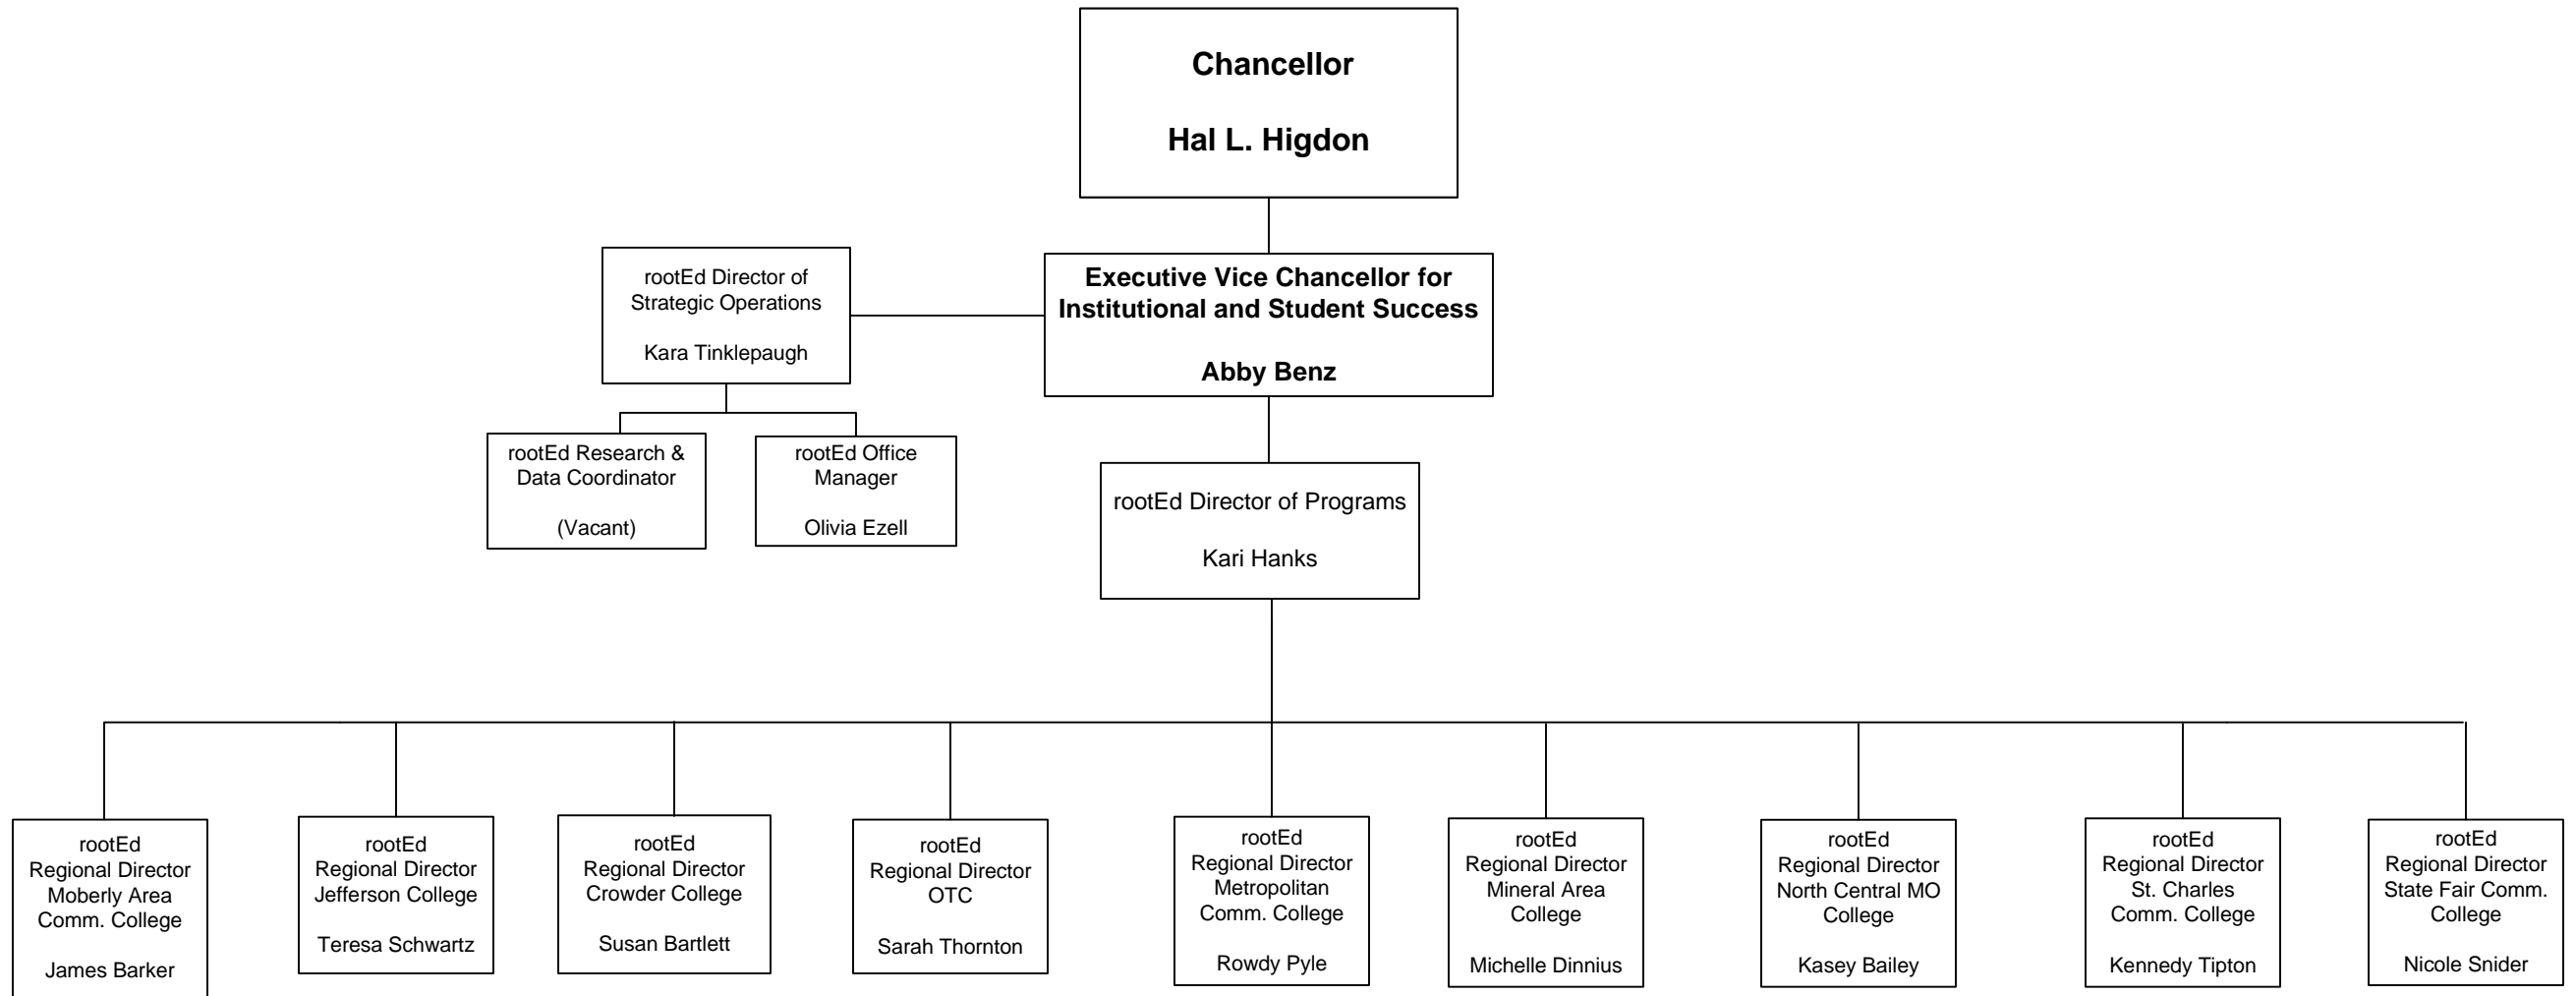 Chancellor
Hal L. Higdon
rootEd Director of
Strategic Operations
Kara Tinklepaugh
Executive Vice Chancellor for
Institutional and Student Success
Abby Benz
rootEd Research &
Data Coordinator
(Vacant)
rootEd Office
Manager
Olivia Ezell
rootEd Director of Programs
Kari Hanks
rootEd
Regional Director
Moberly Area
Comm. College
James Barker
rootEd
Regional Director
Jefferson College
Teresa Schwartz
rootEd
Regional Director
Crowder College
Susan Bartlett
rootEd
Regional Director
OTC
Sarah Thornton
rootEd
Regional Director
Metropolitan
Comm. College
Rowdy Pyle
rootEd
Regional Director
Mineral Area
College
Michelle Dinnius
rootEd
Regional Director
North Central MO
College
Kasey Bailey
rootEd
Regional Director
St. Charles
Comm. College
Kennedy Tipton
rootEd
Regional Director
State Fair Comm.
College
Nicole Snider